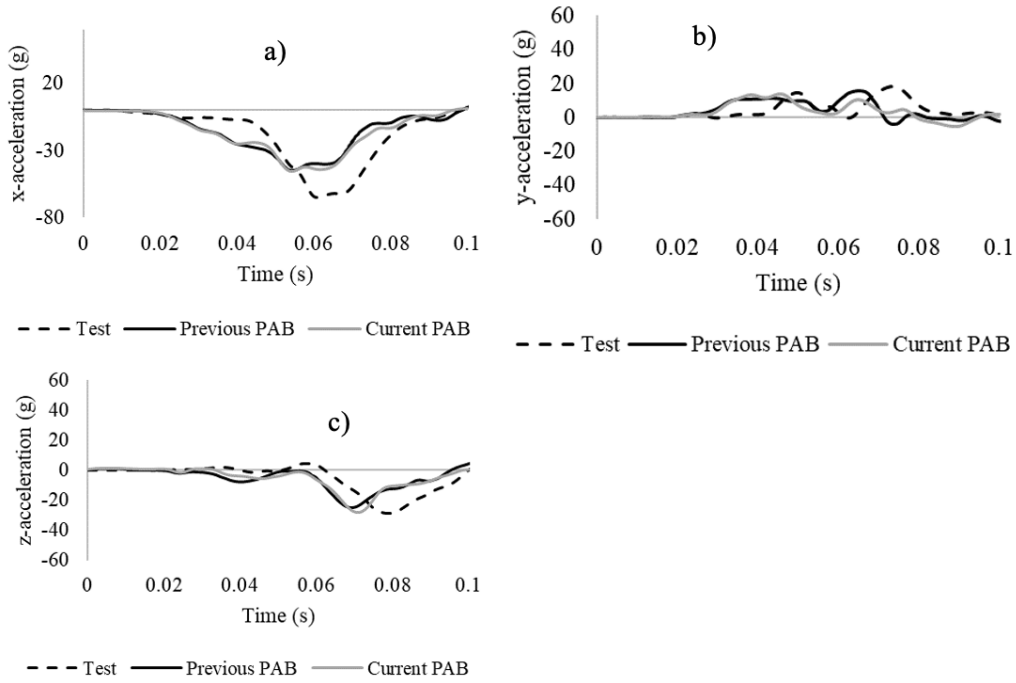 a)
x-acceleration (g)
20
-30
-80
0 0.02 0.04 0.06 0.08 0.1
Time (s)
Test Previous PAB Current PAB
b)
y-acceleration (g)
60
40
20
0
-20
-40
-60
0 0.02 0.04 0.06 0.08 0.1
Time (s)
Test Previous PAB Current PAB
c)
z-acceleration (g)
60
40
20
0
-20
-40
-60
0 0.02 0.04 0.06 0.08 0.1
Time (s)
Test Previous PAB Current PAB